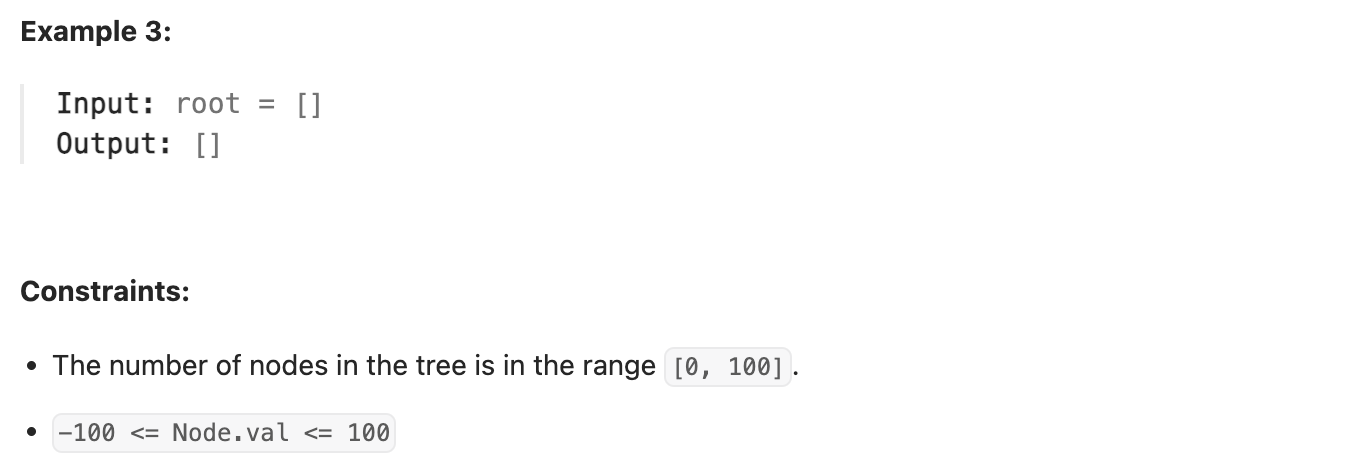 Example 3:
Input: root = []
Output: []
Constraints:
• The number of nodes in the tree is in the range [0, 100].
• -100 <= Node.val <= 100